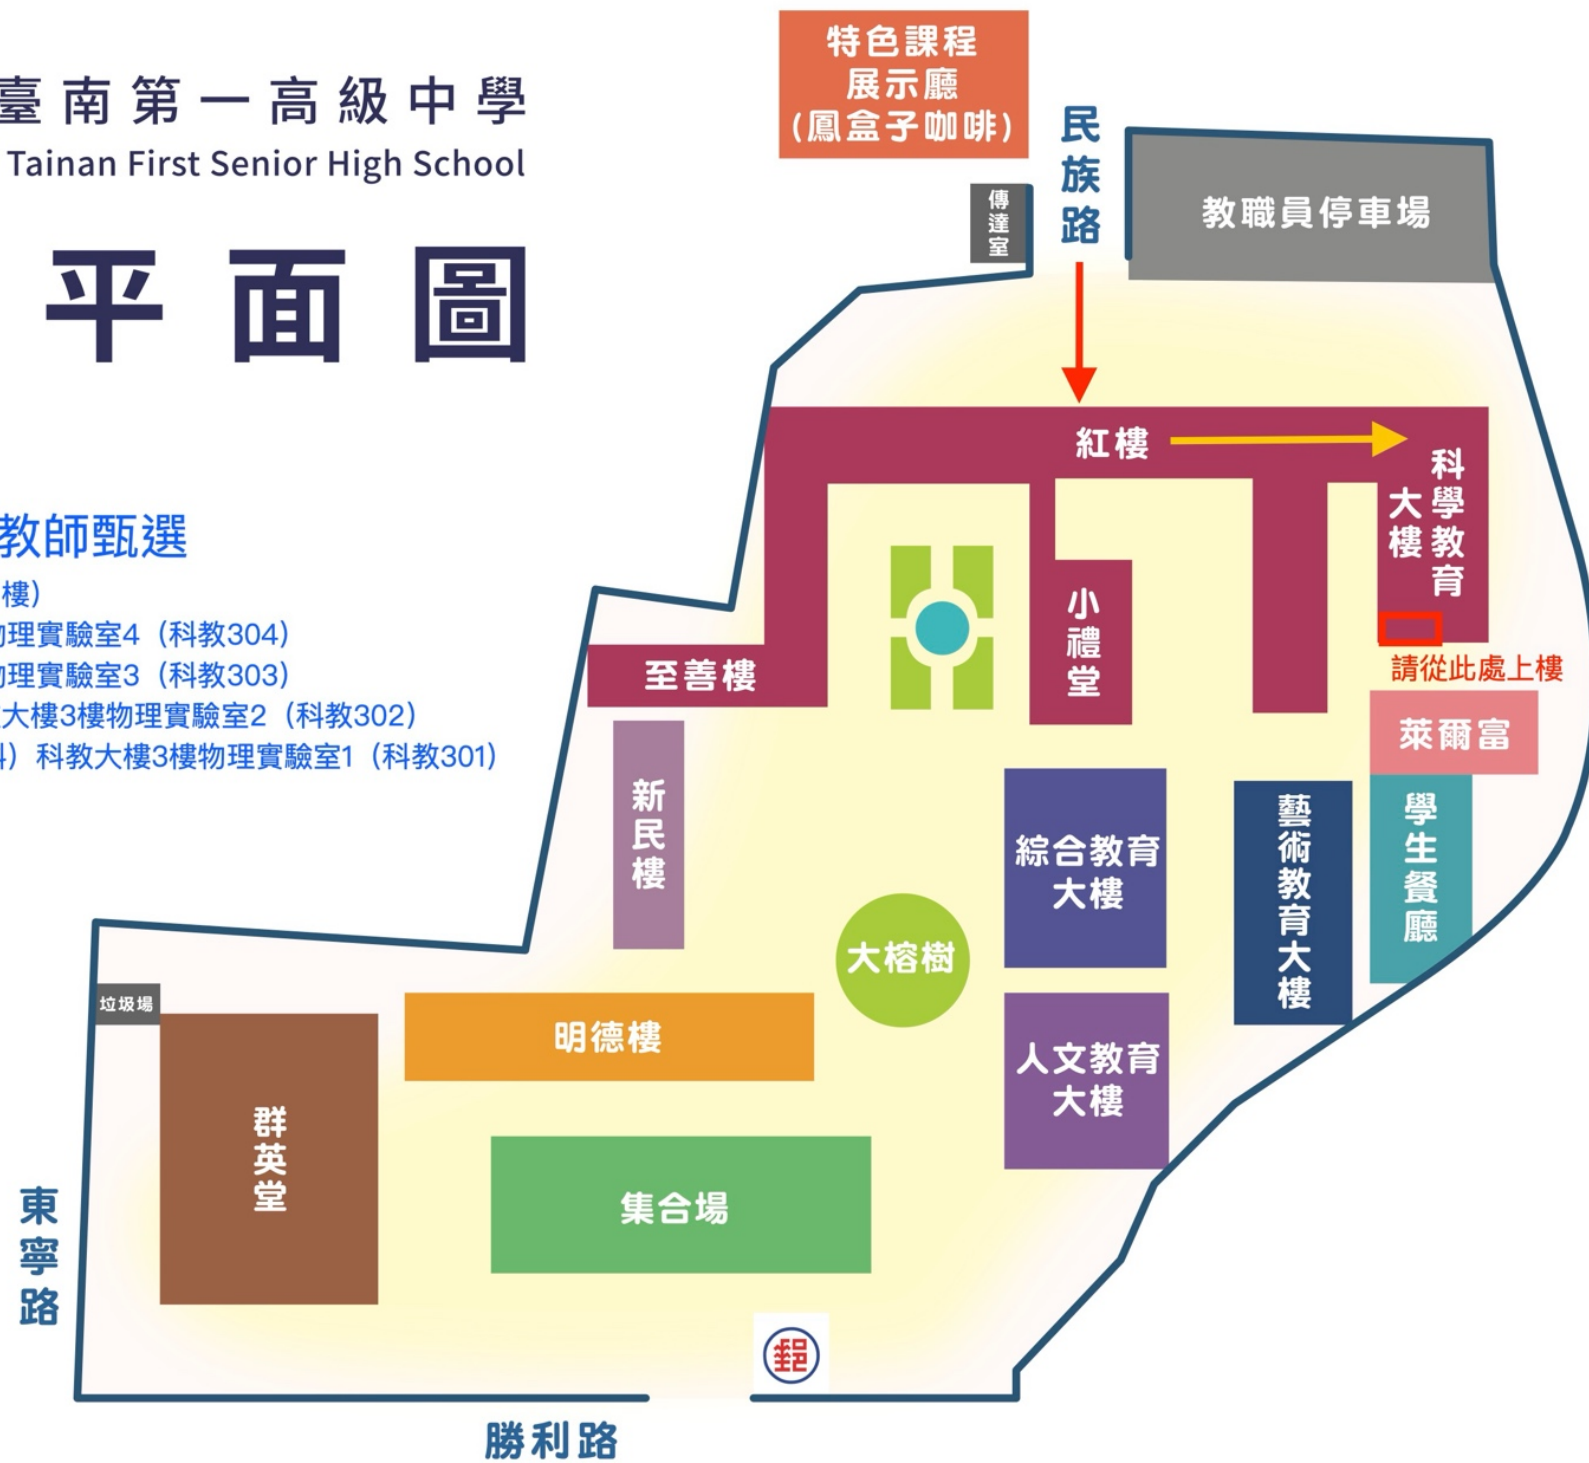 臺南第一高級中學
Tainan First Senior High School
平面圖
教師甄選
樓)
物理實驗室4（科教304）
物理實驗室3（科教303）
大樓3樓物理實驗室2（科教302）
科）科教大樓3樓物理實驗室1（科教301）
特色課程
展示廳
(鳳盒子咖啡)
傳達室
民族路
教職員停車場
紅樓
科學教育
大樓
請從此處上樓
小禮堂
至善樓
萊爾富
新民樓
綜合教育
大樓
藝術教育大樓
學生餐廳
大榕樹
垃圾場
明德樓
人文教育
大樓
群英堂
集合場
東寧路
郵
勝利路